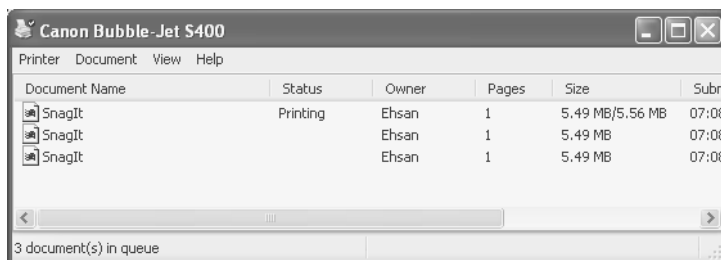 Canon Bubble-Jet S400
Printer Document View Help
Document Name Status Owner Pages Size Subr
SnagIt Printing Ehsan 1 5.49 MB/5.56 MB 07:08
SnagIt Ehsan 1 5.49 MB 07:08
SnagIt Ehsan 1 5.49 MB 07:08
3 document(s) in queue